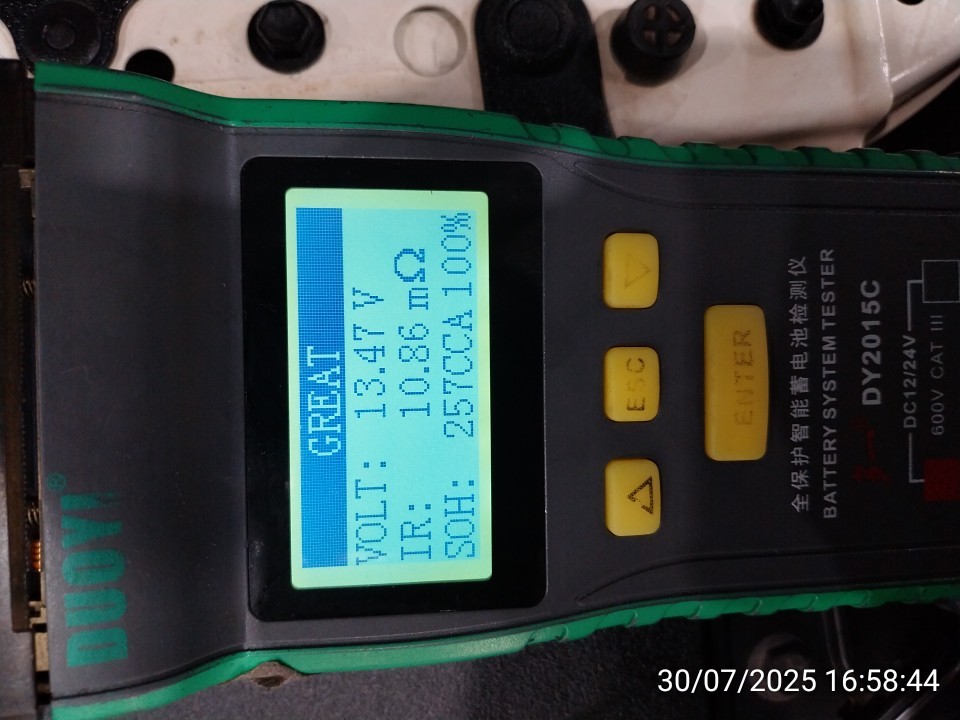 DUOYI®
GREAT
VOLT: 13.47 V
IR: 10.86 mΩ
SOH: 257CCA 100%
ESC
ENTER
全保护智能蓄电池检测仪
BATTERY SYSTEM TESTER
DY2015C
DC12/24V
600V CAT III
30/07/2025 16:58:44